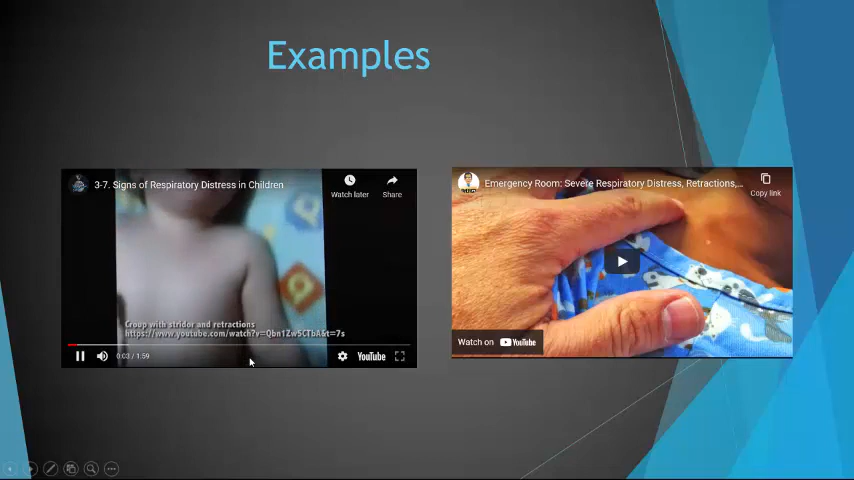 Examples
3-7. Signs of Respiratory Distress in Children
Watch later
Share
Croup with stridor and retractions
https://www.youtube.com/watch?v=Qbn1Zw5CTbA&t=7s
0:03 / 1:59
YouTube
Emergency Room: Severe Respiratory Distress, Retractions,...
Copy link
Watch on YouTube